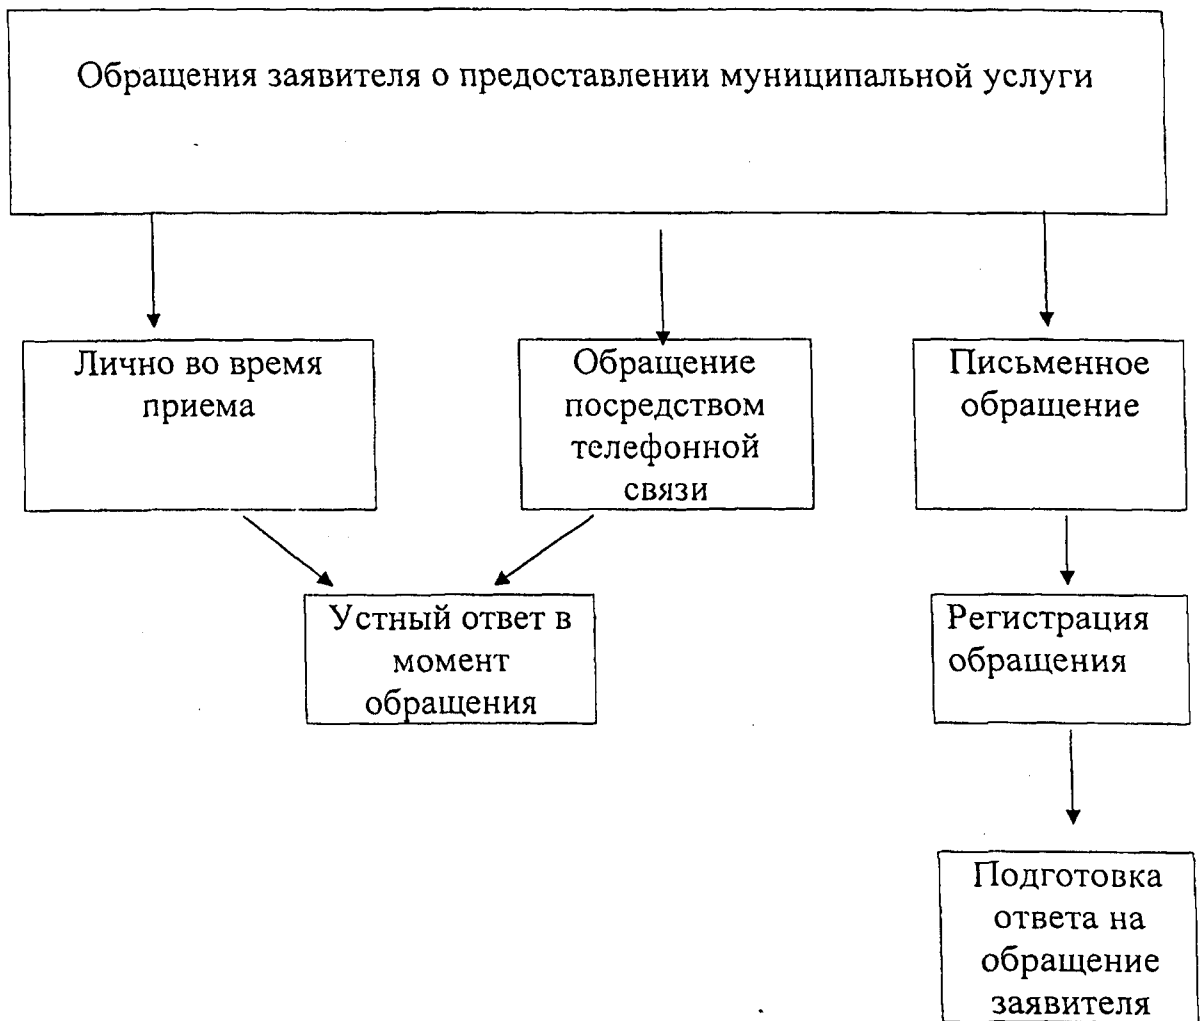 Обращения заявителя о предоставлении муниципальной услуги
Лично во время
приема
Обращение
посредством
телефонной
связи
Письменное
обращение
Устный ответ в
момент
обращения
Регистрация
обращения
Подготовка
ответа на
обращение
заявителя